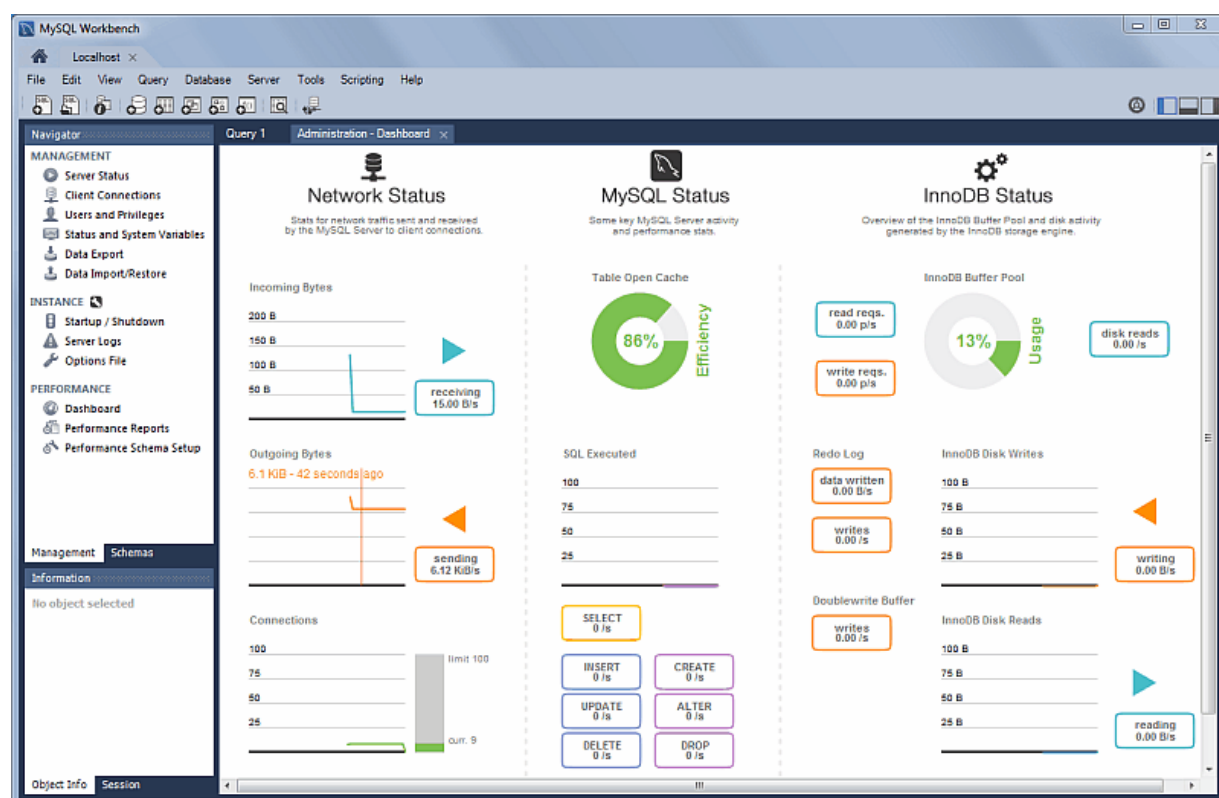 MySQL Workbench
Localhost ×
File Edit View Query Database Server Tools Scripting Help
Navigator
MANAGEMENT
Server Status
Client Connections
Users and Privileges
Status and System Variables
Data Export
Data Import/Restore
INSTANCE
Startup / Shutdown
Server Logs
Options File
PERFORMANCE
Dashboard
Performance Reports
Performance Schema Setup
Management Schemas
Information
No object selected
Object Info Session
Query 1 Administration - Dashboard ×
Network Status
Stats for network traffic sent and received
by the MySQL Server to client connections.
Incoming Bytes
200 B
150 B
100 B
50 B
receiving
15.00 B/s
Outgoing Bytes
6.1 KiB - 42 seconds ago
sending
6.12 KiB/s
Connections
100
75
50
25
limit 100
curr. 9
MySQL Status
Some key MySQL Server activity
and performance stats.
Table Open Cache
86%
Efficiency
SQL Executed
100
75
50
25
SELECT
0 /s
INSERT
0 /s
CREATE
0 /s
UPDATE
0 /s
ALTER
0 /s
DELETE
0 /s
DROP
0 /s
InnoDB Status
Overview of the InnoDB Buffer Pool and disk activity
generated by the InnoDB storage engine.
InnoDB Buffer Pool
read reqs.
0.00 p/s
write reqs.
0.00 p/s
13%
Usage
disk reads
0.00 /s
Redo Log
data written
0.00 B/s
writes
0.00 /s
Doublewrite Buffer
writes
0.00 /s
InnoDB Disk Writes
100 B
75 B
50 B
25 B
writing
0.00 B/s
InnoDB Disk Reads
100 B
75 B
50 B
25 B
reading
0.00 B/s